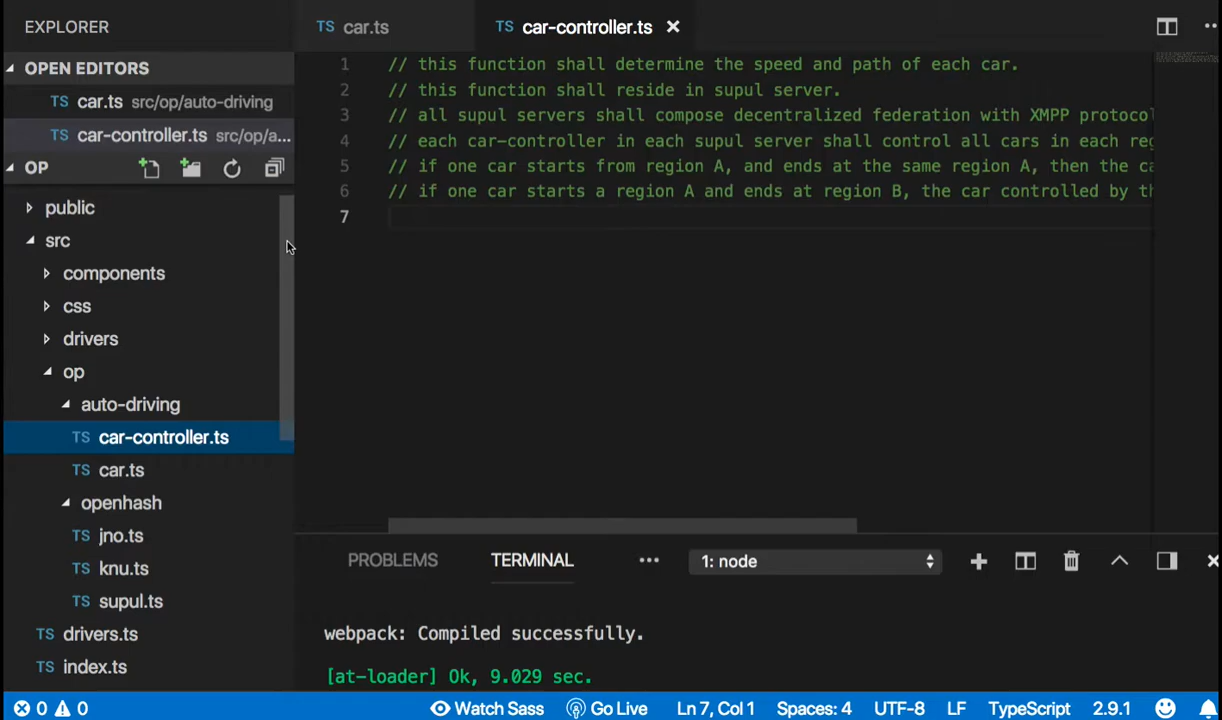 EXPLORER
OPEN EDITORS
TS car.ts src/op/auto-driving
TS car-controller.ts src/op/a...
OP
public
src
components
css
drivers
op
auto-driving
TS car-controller.ts
TS car.ts
openhash
TS jno.ts
TS knu.ts
TS supul.ts
TS drivers.ts
TS index.ts
TS car.ts
TS car-controller.ts
1 // this function shall determine the speed and path of each car.
2 // this function shall reside in supul server.
3 // all supul servers shall compose decentralized federation with XMPP protocol
4 // each car-controller in each supul server shall control all cars in each reg
5 // if one car starts from region A, and ends at the same region A, then the ca
6 // if one car starts a region A and ends at region B, the car controlled by th
7
PROBLEMS TERMINAL ... 1: node
webpack: Compiled successfully.
[at-loader] Ok, 9.029 sec.
0 0 Watch Sass Go Live Ln 7, Col 1 Spaces: 4 UTF-8 LF TypeScript 2.9.1